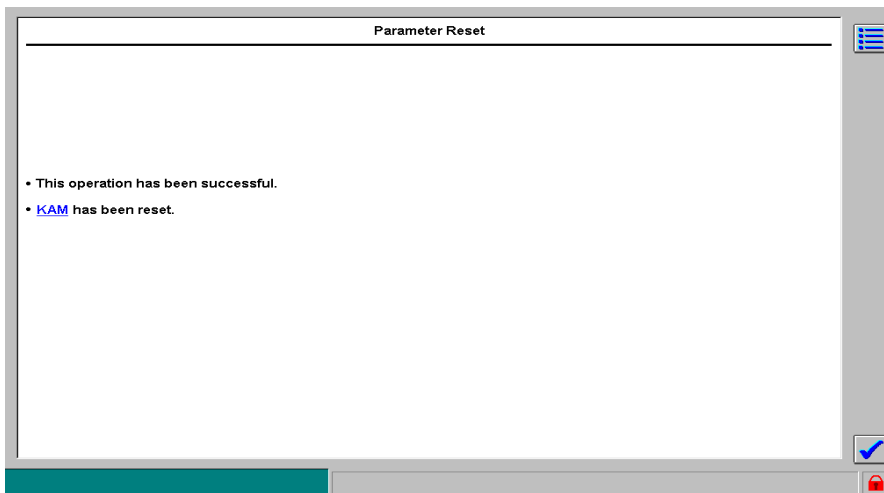 Parameter Reset
• This operation has been successful.
• KAM has been reset.